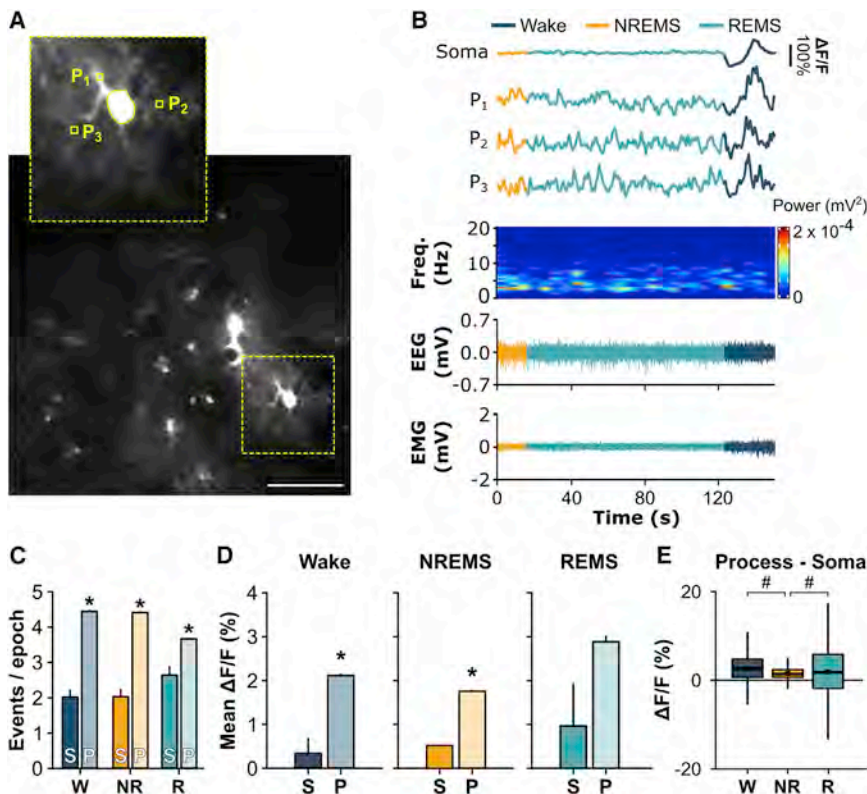 A
P1
P2
P3
B
Wake NREMS REMS
Soma
ΔF/F
100%
P1
P2
P3
Power (mV²)
2 x 10⁻⁴
0
Freq.
(Hz)
20
10
0
EEG
(mV)
0.7
0.0
-0.7
EMG
(mV)
2
0
-2
0 40 80 120
Time (s)
C
Events / epoch
5
4
3
2
1
0
* * *
S P S P S P
W NR R
D
Wake NREMS REMS
Mean ΔF/F (%)
4
3
2
1
0
* *
S P S P S P
E
Process - Soma
# #
ΔF/F (%)
20
0
-20
W NR R